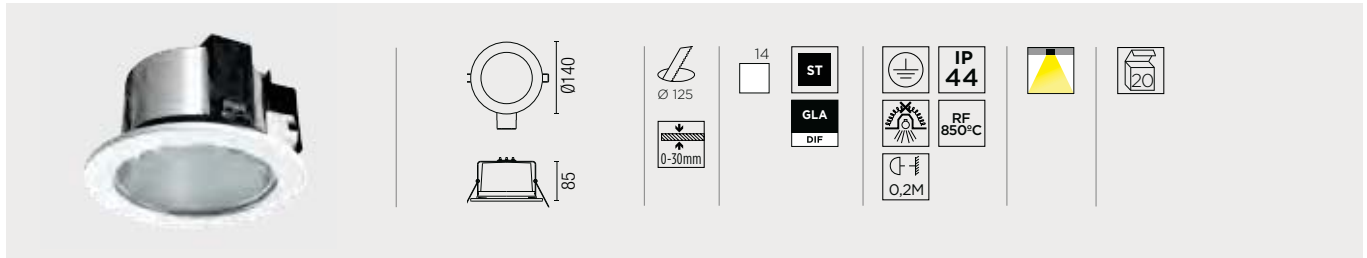 Ø140
85
Ø 125
0-30mm
14
ST
GLA
DIF
IP
44
RF
850ºC
0,2M
20